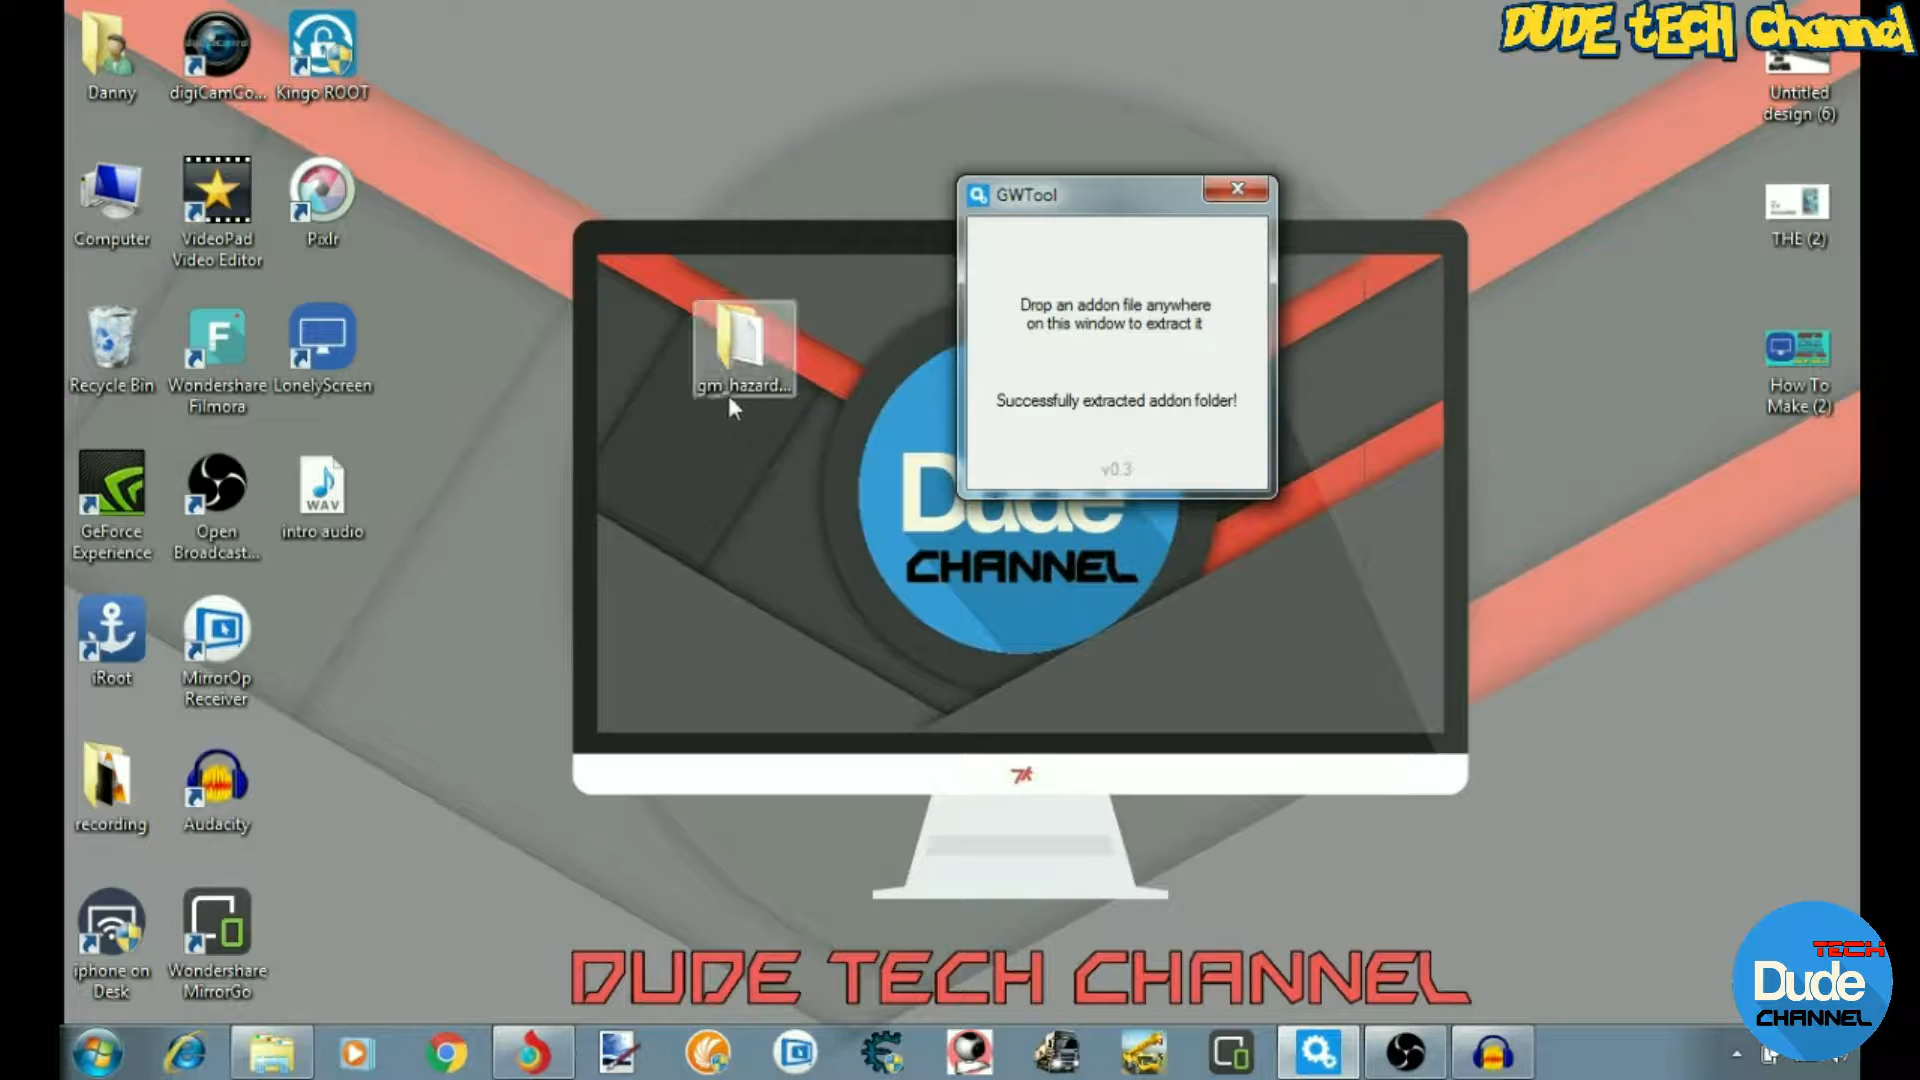 DUDE tECH Channel
Danny
digiCamCo...
Kingo ROOT
Untitled
design (6)
Computer
VideoPad
Video Editor
Pixlr
THE (2)
GWTool
Drop an addon file anywhere
on this window to extract it
Successfully extracted addon folder!
v0.3
gm_hazard...
Recycle Bin
Wondershare
Filmora
LonelyScreen
How To
Make (2)
GeForce
Experience
Open
Broadcast...
WAV
intro audio
Dude
CHANNEL
iRoot
MirrorOp
Receiver
recording
Audacity
iphone on
Desk
Wondershare
MirrorGo
DUDE TECH CHANNEL
TECH
Dude
CHANNEL